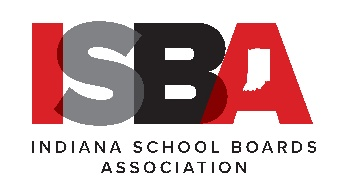 ISBA
INDIANA SCHOOL BOARDS
ASSOCIATION